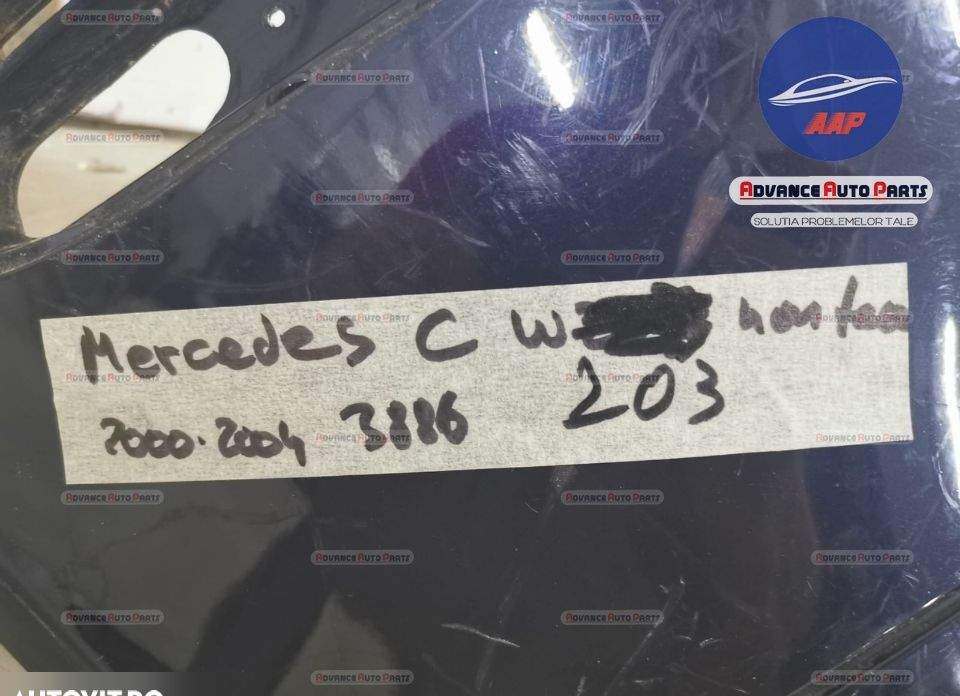 AAP
ADVANCE AUTO PARTS
SOLUTIA PROBLEMELOR TALE
Mercedes C W
203
2000.2004 3886
AUTOVIT.RO